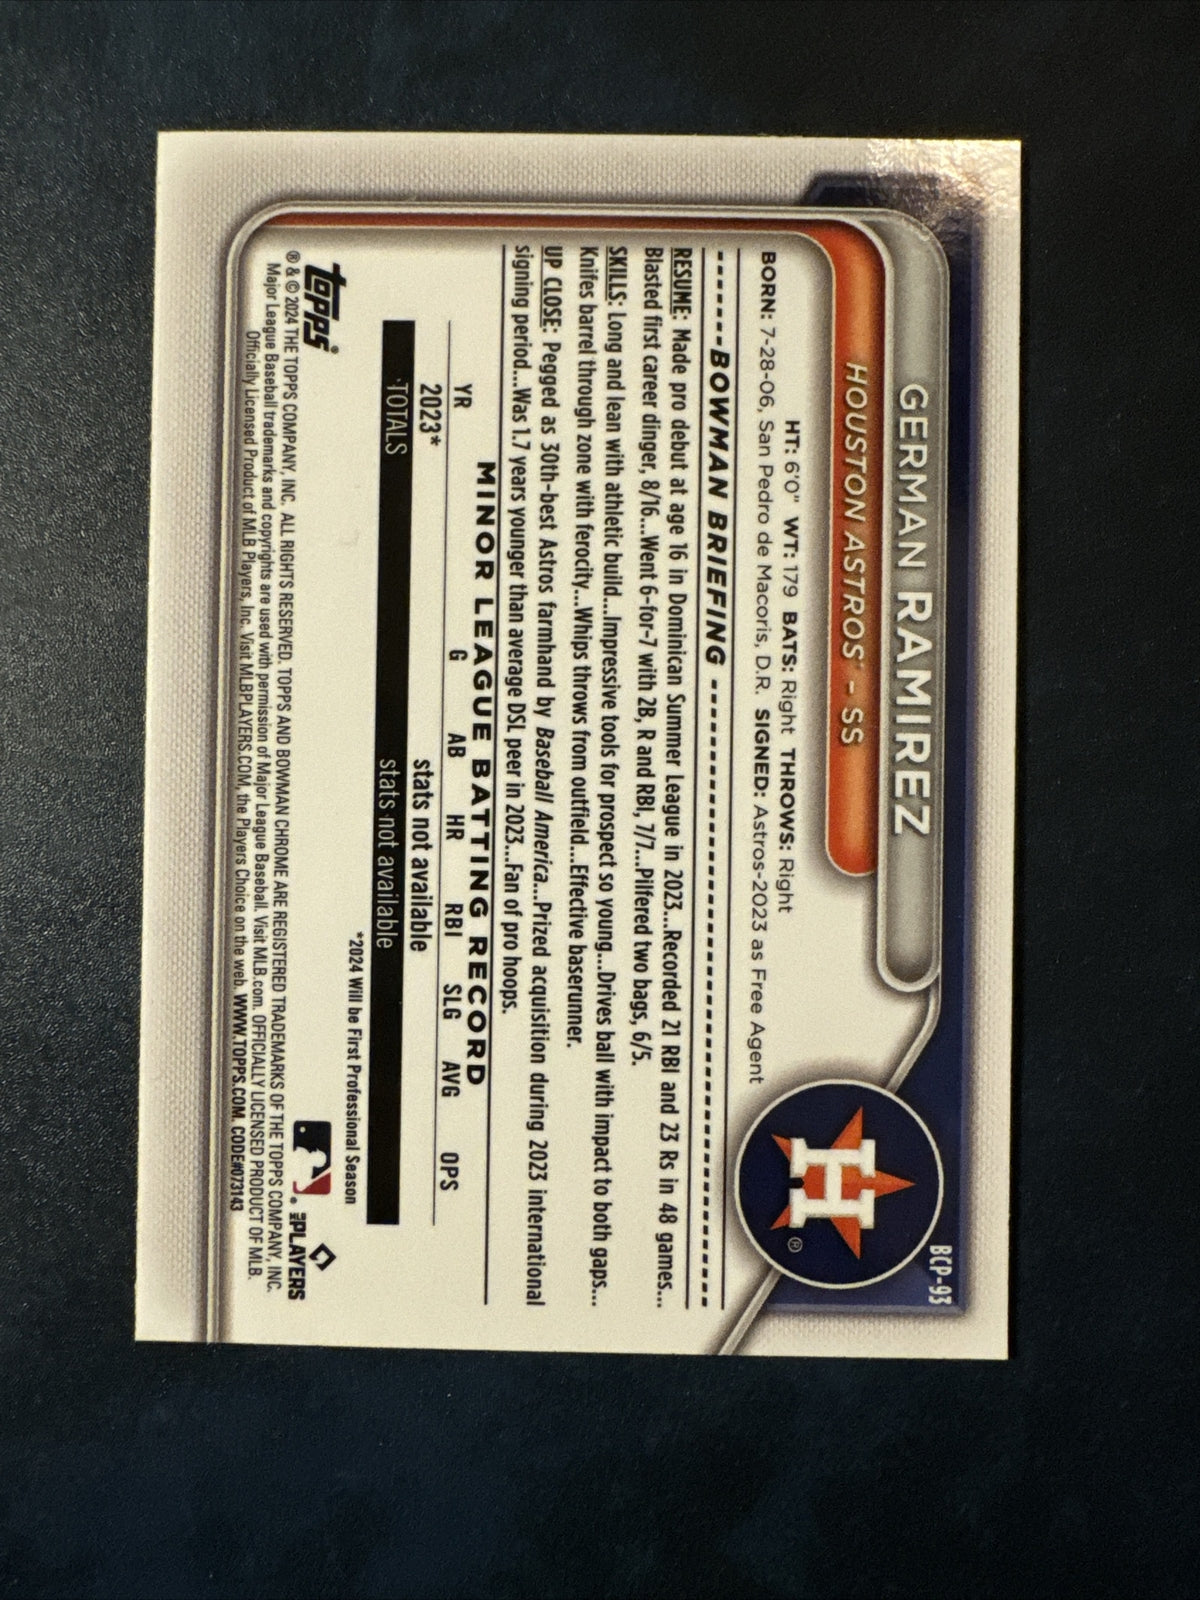 BCP-93
GERMAN RAMIREZ
HOUSTON ASTROS™ - SS
H
®
HT: 6'0" WT: 179 BATS: Right THROWS: Right
BORN: 7-28-06, San Pedro de Macoris, D.R. SIGNED: Astros-2023 as Free Agent
BOWMAN BRIEFING
RESUME: Made pro debut at age 16 in Dominican Summer League in 2023...Recorded 21 RBI and 23 Rs in 48 games...
Blasted first career dinger, 8/16...Went 6-for-7 with 2B, R and RBI, 7/7...Pilfered two bags, 6/5.
SKILLS: Long and lean with athletic build...Impressive tools for prospect so young...Drives ball with impact to both gaps...
Knifes barrel through zone with ferocity...Whips throws from outfield...Effective baserunner.
UP CLOSE: Pegged as 30th-best Astros farmhand by Baseball America...Prized acquisition during 2023 international
signing period...Was 1.7 years younger than average DSL peer in 2023...Fan of pro hoops.
MINOR LEAGUE BATTING RECORD
YR G AB HR RBI SLG AVG OPS
2023* stats not available
TOTALS stats not available
*2024 Will be First Professional Season
topps®
MLB PLAYERS
® & © 2024 THE TOPPS COMPANY, INC. ALL RIGHTS RESERVED. TOPPS AND BOWMAN CHROME ARE REGISTERED TRADEMARKS OF THE TOPPS COMPANY, INC.
Major League Baseball trademarks and copyrights are used with permission of Major League Baseball. Visit MLB.com. OFFICIALLY LICENSED PRODUCT OF MLB.
Officially Licensed Product of MLB Players, Inc. Visit MLBPLAYERS.COM, the Players Choice on the web. WWW.TOPPS.COM. CODE#073143